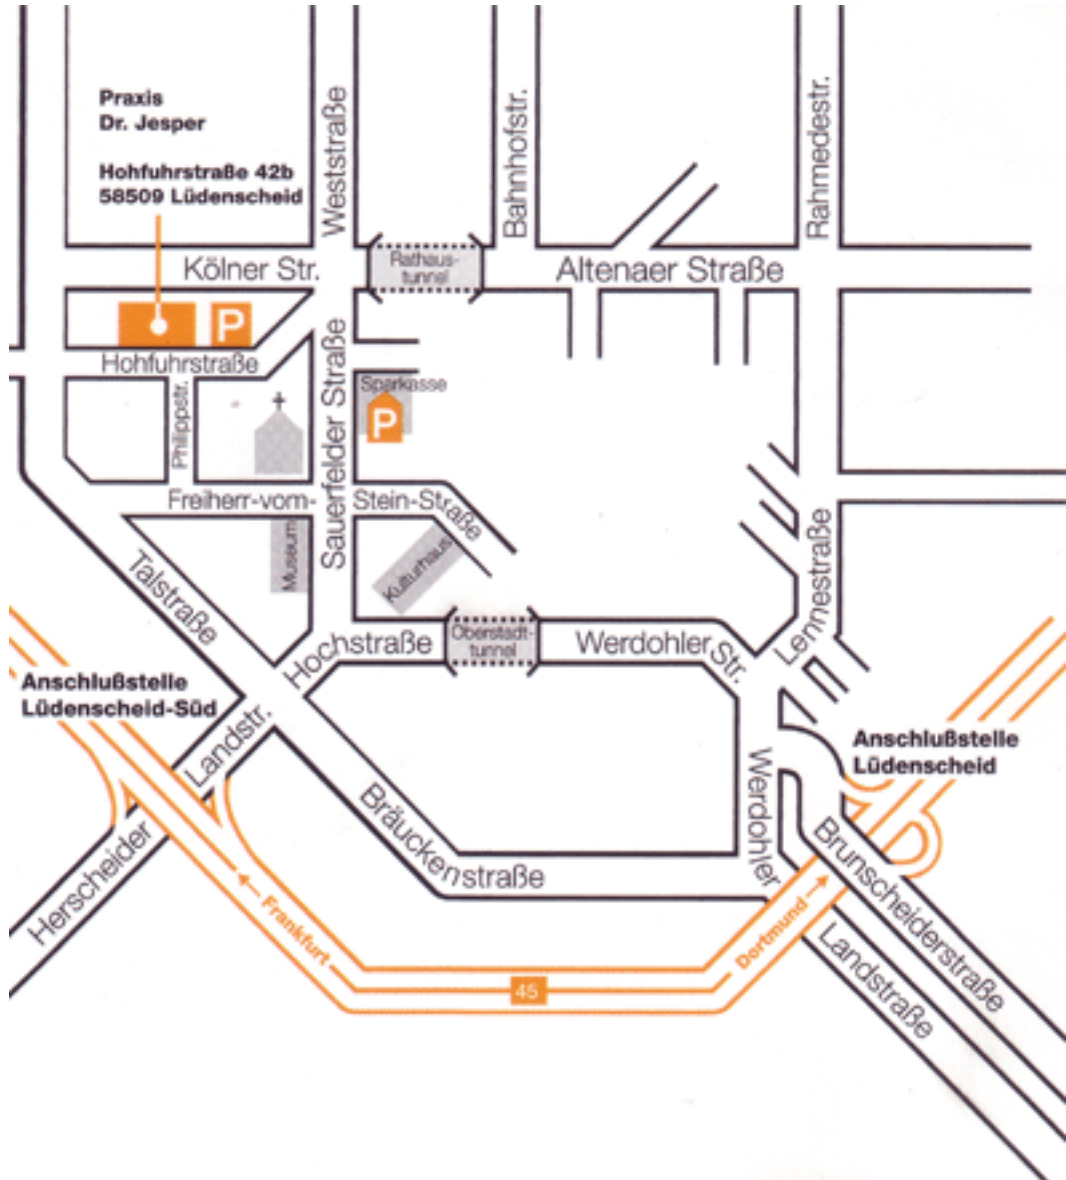 Praxis
Dr. Jesper
Hohfuhrstraße 42b
58509 Lüdenscheid
Weststraße
Bahnhofstr.
Rahmedestr.
Kölner Str.
Rathaus-
tunnel
Altenaer Straße
P
Hohfuhrstraße
Philippstr.
Sauerfelder Straße
Sparkasse
P
Freiherr-vom-Stein-Straße
Museum
Kulturhaus
Talstraße
Hochstraße
Oberstadt-
tunnel
Werdohler Str.
Lennestraße
Anschlußstelle
Lüdenscheid-Süd
Landstr.
Anschlußstelle
Lüdenscheid
Herscheider
Bräuckenstraße
Werdohler
Brunscheiderstraße
Frankfurt
Dortmund
45
Landstraße